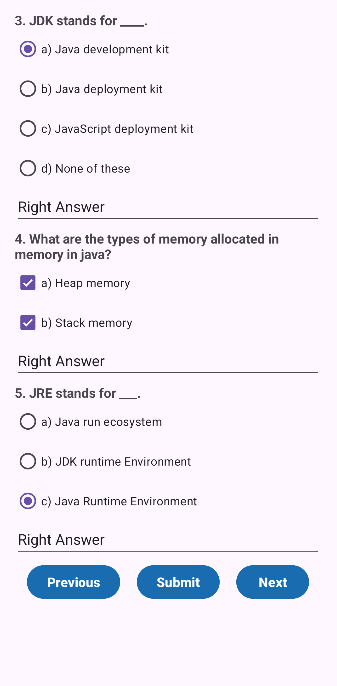 3. JDK stands for ____.
a) Java development kit
b) Java deployment kit
c) JavaScript deployment kit
d) None of these
Right Answer
4. What are the types of memory allocated in
memory in java?
a) Heap memory
b) Stack memory
Right Answer
5. JRE stands for ___.
a) Java run ecosystem
b) JDK runtime Environment
c) Java Runtime Environment
Right Answer
Previous Submit Next